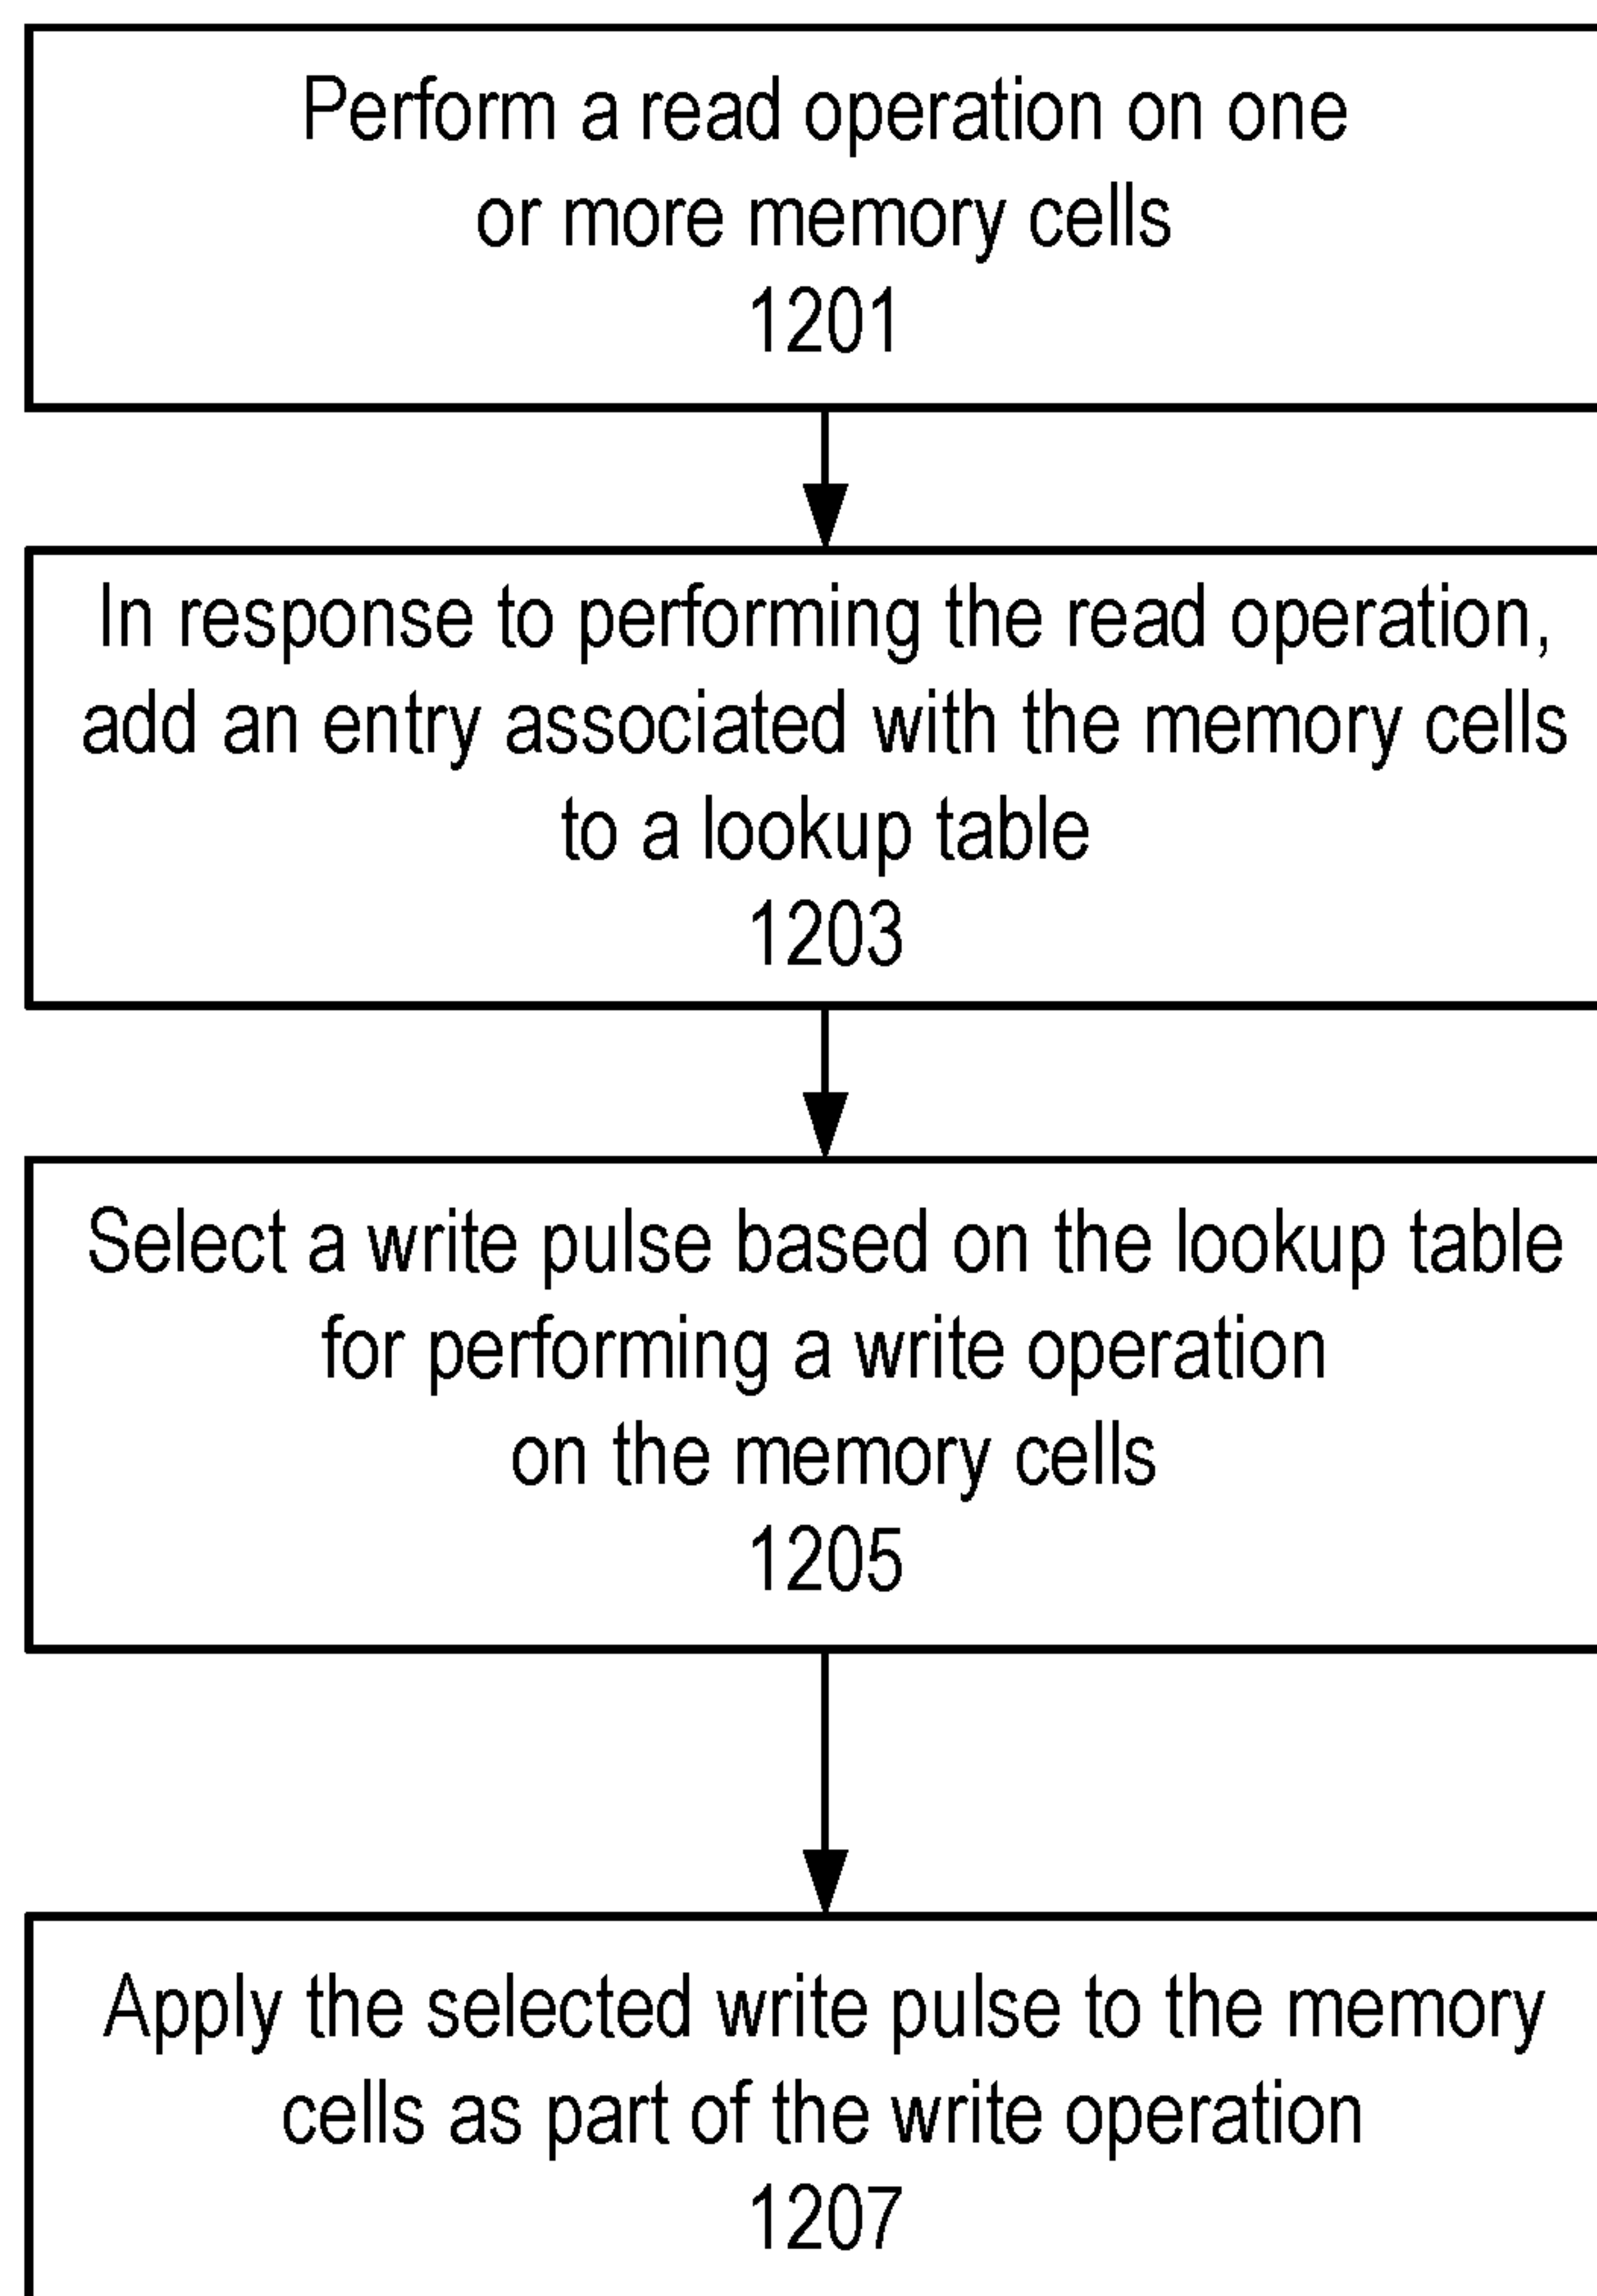 Perform a read operation on one
or more memory cells
1201
In response to performing the read operation,
add an entry associated with the memory cells
to a lookup table
1203
Select a write pulse based on the lookup table
for performing a write operation
on the memory cells
1205
Apply the selected write pulse to the memory
cells as part of the write operation
1207